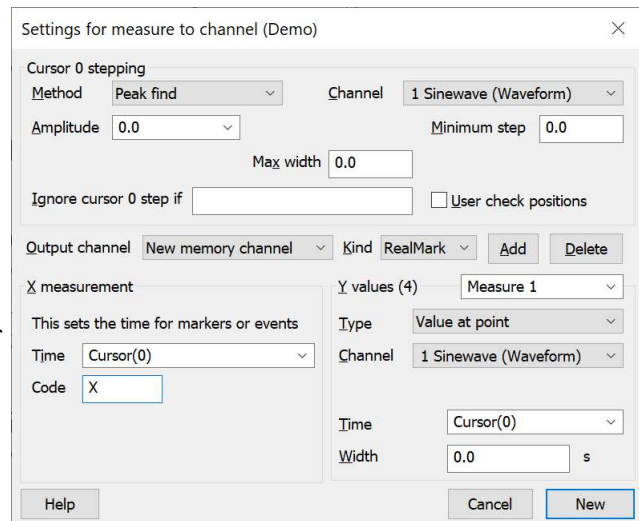 Settings for measure to channel (Demo)
Cursor 0 stepping
Method Peak find Channel 1 Sinewave (Waveform)
Amplitude 0.0 Minimum step 0.0
Max width 0.0
Ignore cursor 0 step if User check positions
Output channel New memory channel Kind RealMark Add Delete
X measurement
This sets the time for markers or events
Time Cursor(0)
Code X
Y values (4) Measure 1
Type Value at point
Channel 1 Sinewave (Waveform)
Time Cursor(0)
Width 0.0 s
Help Cancel New